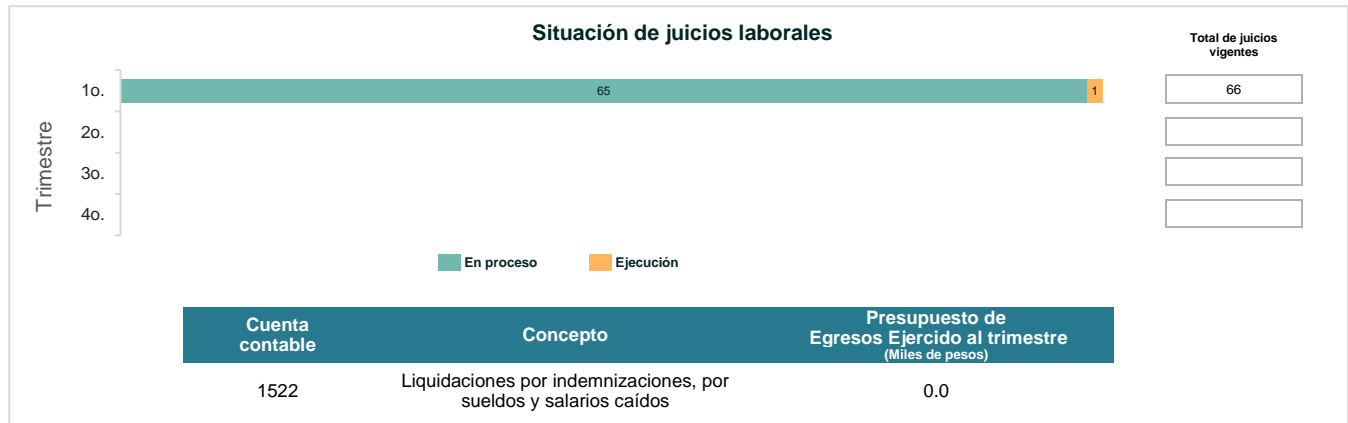 Situación de juicios laborales
Total de juicios
vigentes
Trimestre
1o.
65
1
66
2o.
3o.
4o.
En proceso
Ejecución
Cuenta
contable
Concepto
Presupuesto de
Egresos Ejercido al trimestre
(Miles de pesos)
1522
Liquidaciones por indemnizaciones, por
sueldos y salarios caídos
0.0